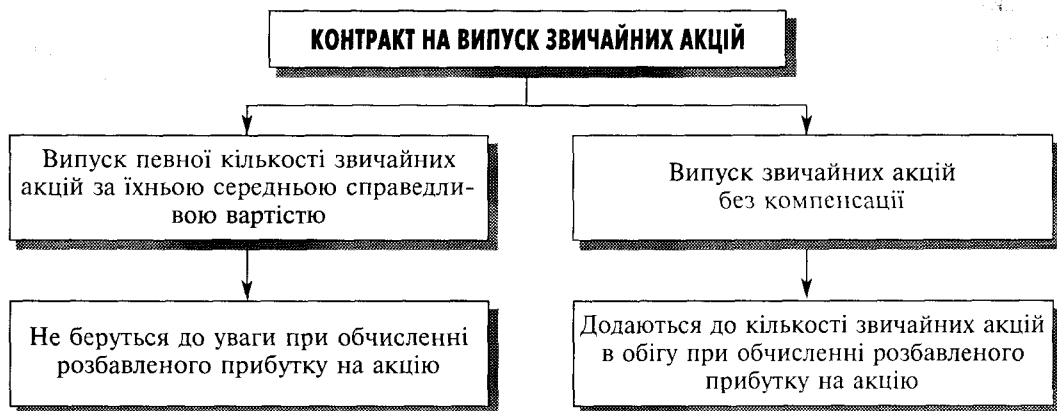 КОНТРАКТ НА ВИПУСК ЗВИЧАЙНИХ АКЦІЙ
Випуск певної кількості звичайних
акцій за їхньою середньою справедли-
вою вартістю
Випуск звичайних акцій
без компенсації
Не беруться до уваги при обчисленні
розбавленого прибутку на акцію
Додаються до кількості звичайних акцій
в обігу при обчисленні розбавленого
прибутку на акцію